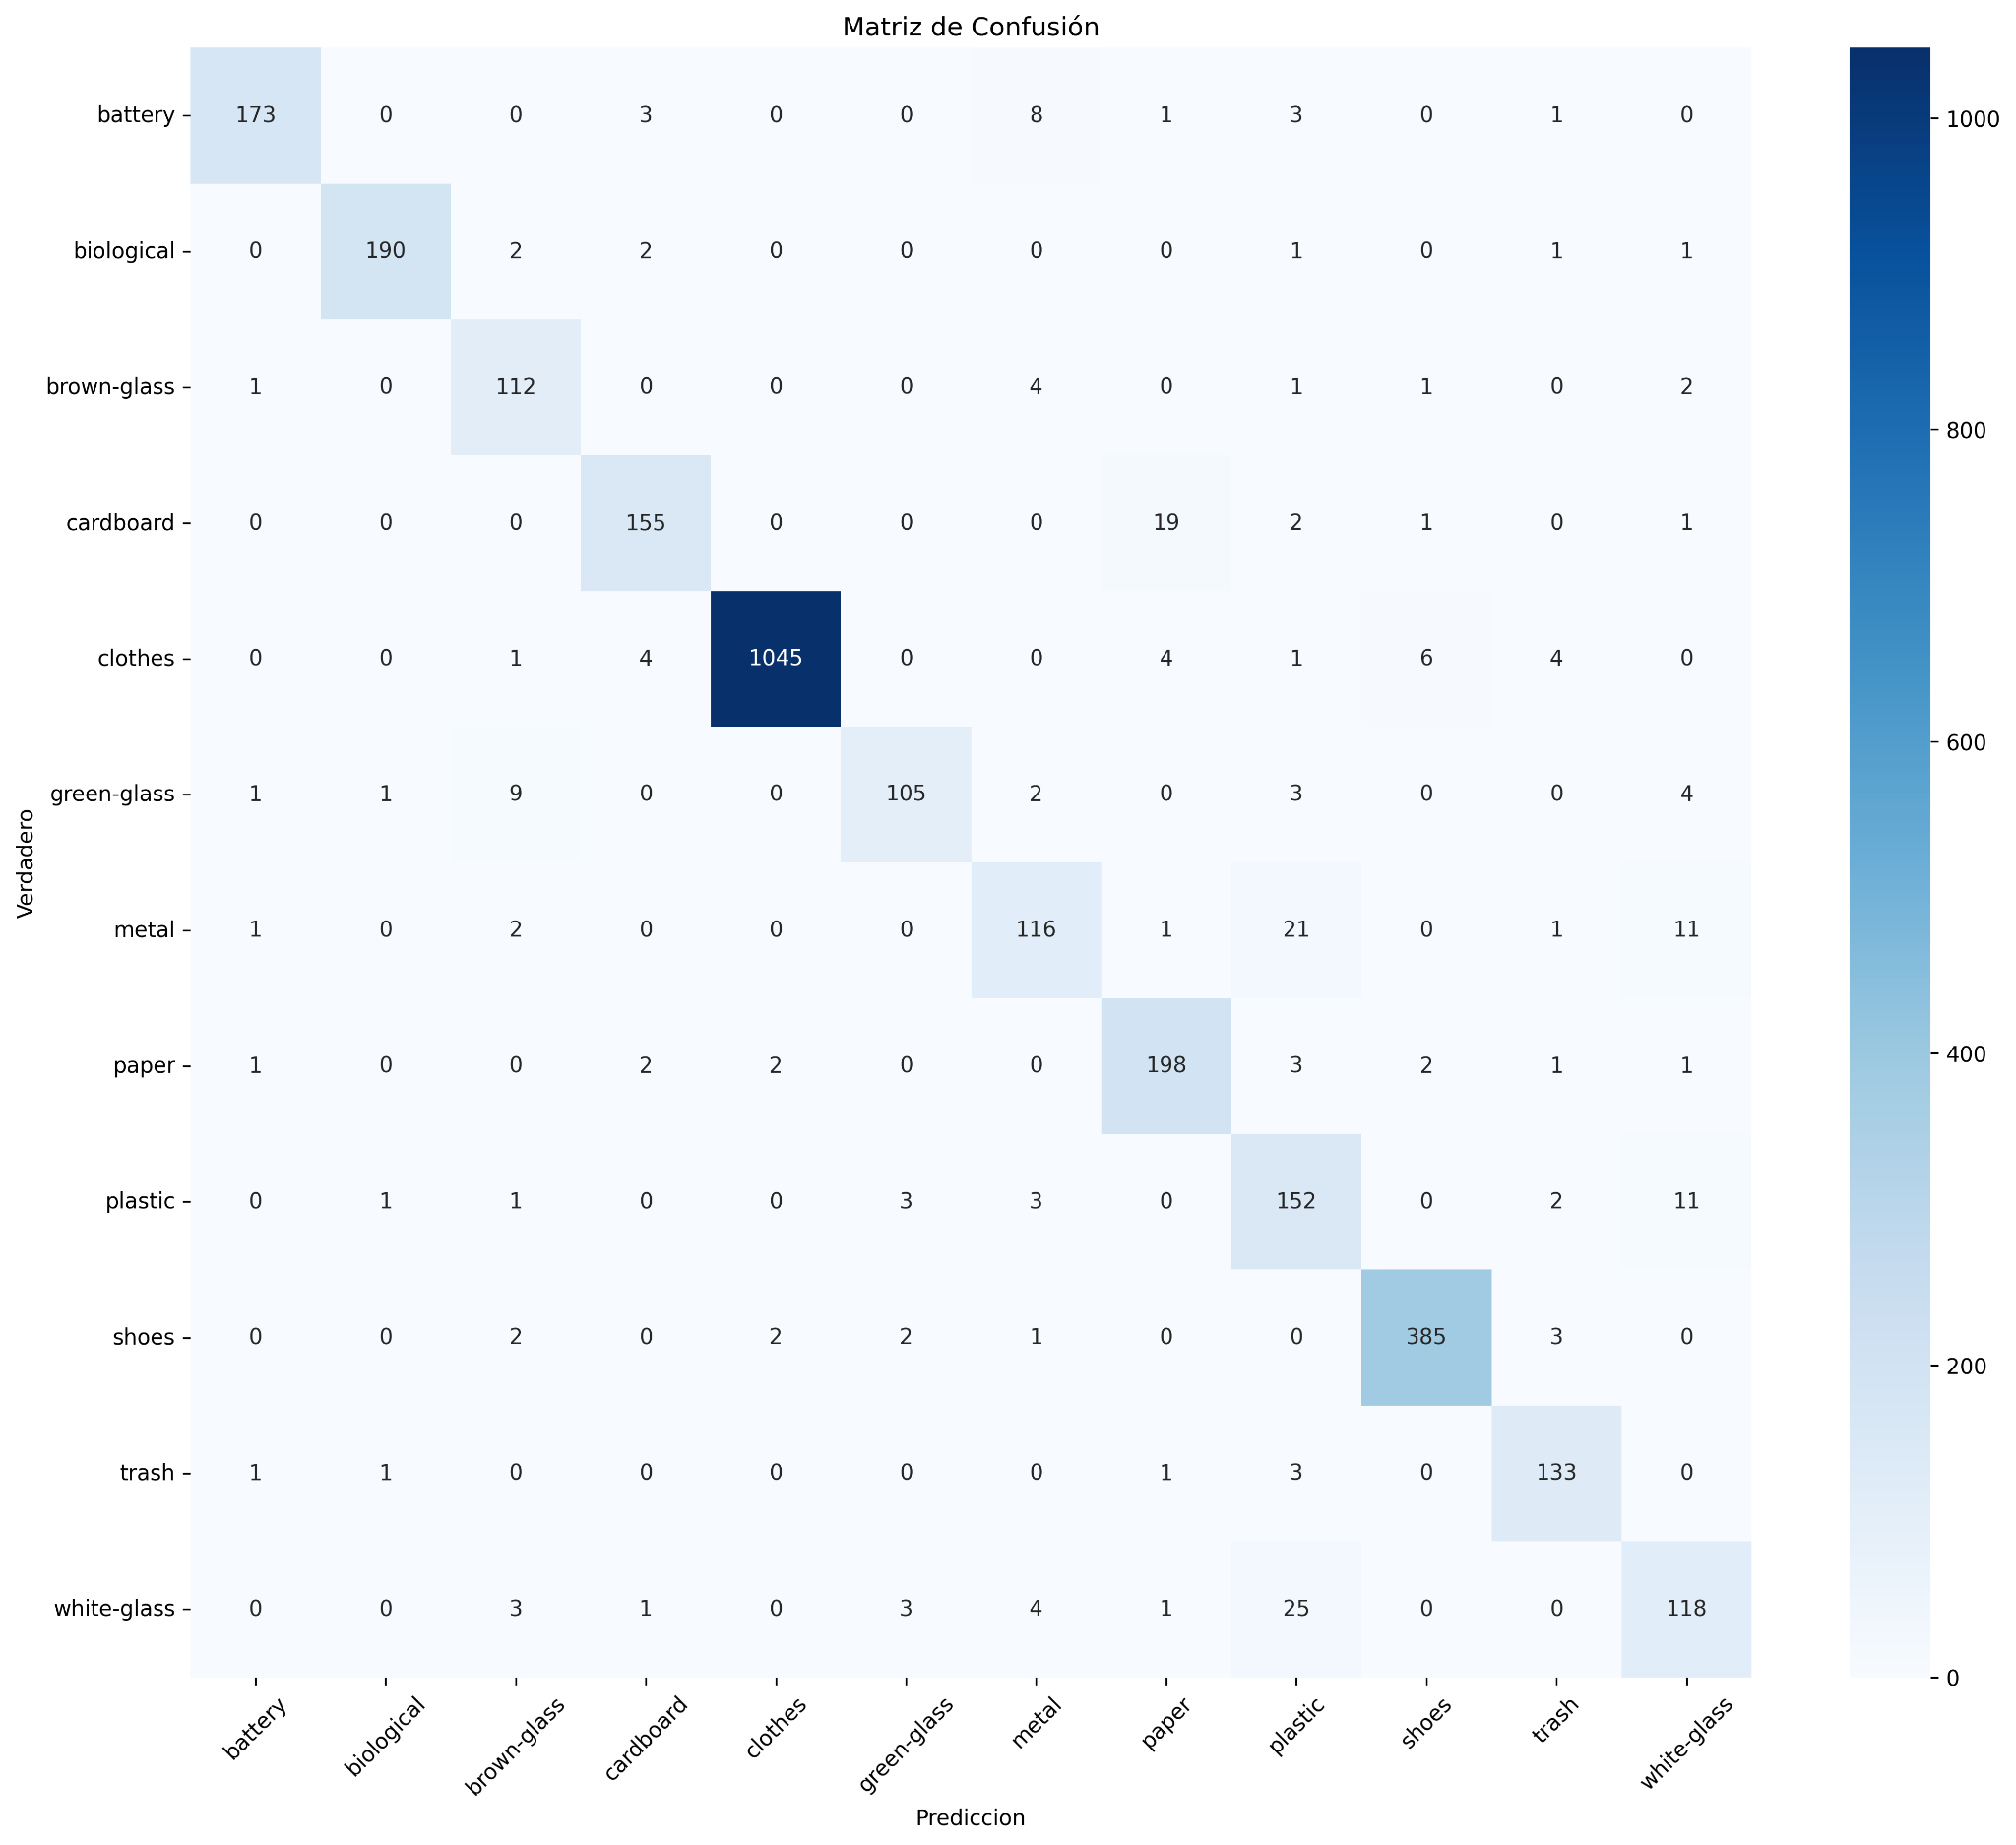 Matriz de Confusión
battery 173 0 0 3 0 0 8 1 3 0 1 0
biological 0 190 2 2 0 0 0 0 1 0 1 1
brown-glass 1 0 112 0 0 0 4 0 1 1 0 2
cardboard 0 0 0 155 0 0 0 19 2 1 0 1
clothes 0 0 1 4 1045 0 0 4 1 6 4 0
green-glass 1 1 9 0 0 105 2 0 3 0 0 4
metal 1 0 2 0 0 0 116 1 21 0 1 11
paper 1 0 0 2 2 0 0 198 3 2 1 1
plastic 0 1 1 0 0 3 3 0 152 0 2 11
shoes 0 0 2 0 2 2 1 0 0 385 3 0
trash 1 1 0 0 0 0 0 1 3 0 133 0
white-glass 0 0 3 1 0 3 4 1 25 0 0 118
battery biological brown-glass cardboard clothes green-glass metal paper plastic shoes trash white-glass
Prediccion
Verdadero
1000
800
600
400
200
0